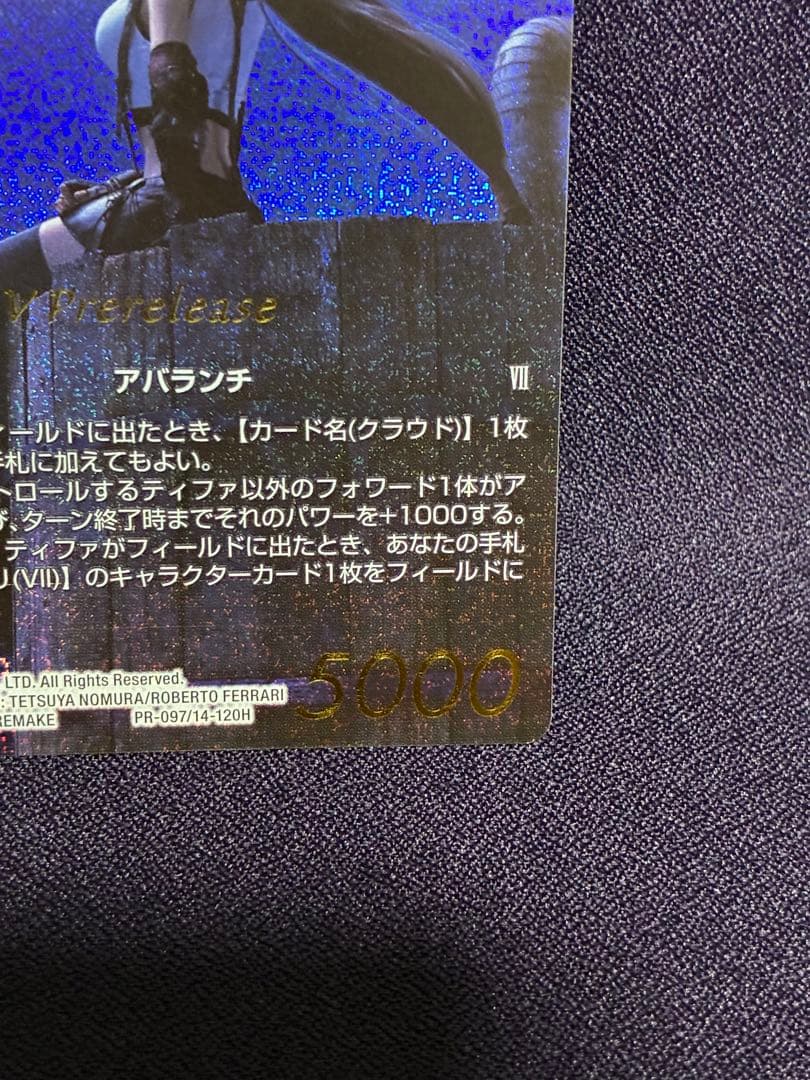 V Prerelease
アバランチ VII
ィールドに出たとき、【カード名(クラウド)】1枚
手札に加えてもよい。
トロールするティファ以外のフォワード1体がア
び、ターン終了時までそれのパワーを+1000する。
ティファがフィールドに出たとき、あなたの手札
リ(VII)】のキャラクターカード1枚をフィールドに
5000
LTD. All Rights Reserved.
: TETSUYA NOMURA/ROBERTO FERRARI
REMAKE PR-097/14-120H